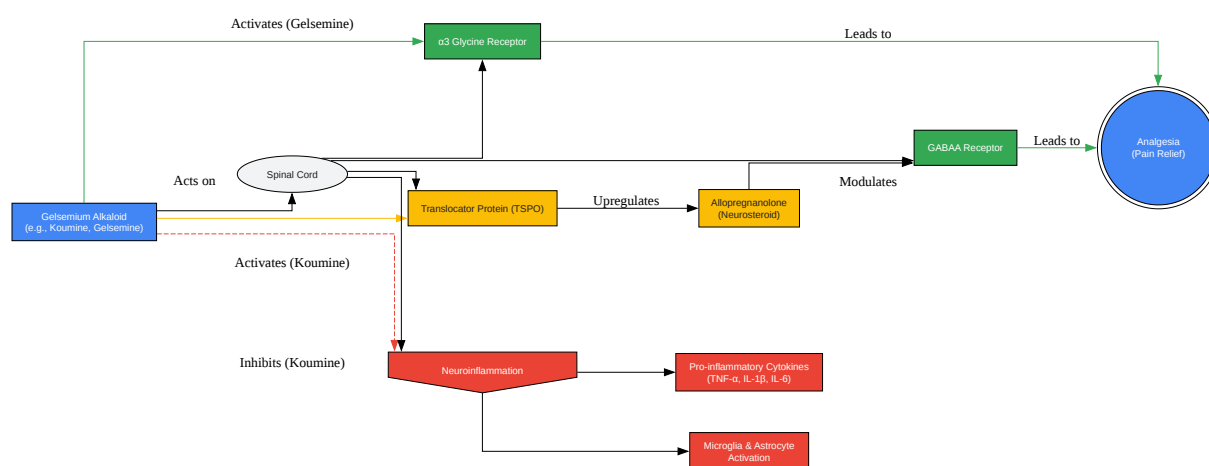 Activates (Gelsemine)
α3 Glycine Receptor
Leads to
GABAA Receptor
Leads to
Analgesia
(Pain Relief)
Spinal Cord
Acts on
Modulates
Translocator Protein (TSPO)
Upregulates
Allopregnanolone
(Neurosteroid)
Gelsemium Alkaloid
(e.g., Koumine, Gelsemine)
Activates (Koumine)
Inhibits (Koumine)
Neuroinflammation
Pro-inflammatory Cytokines
(TNF-α, IL-1β, IL-6)
Microglia & Astrocyte
Activation